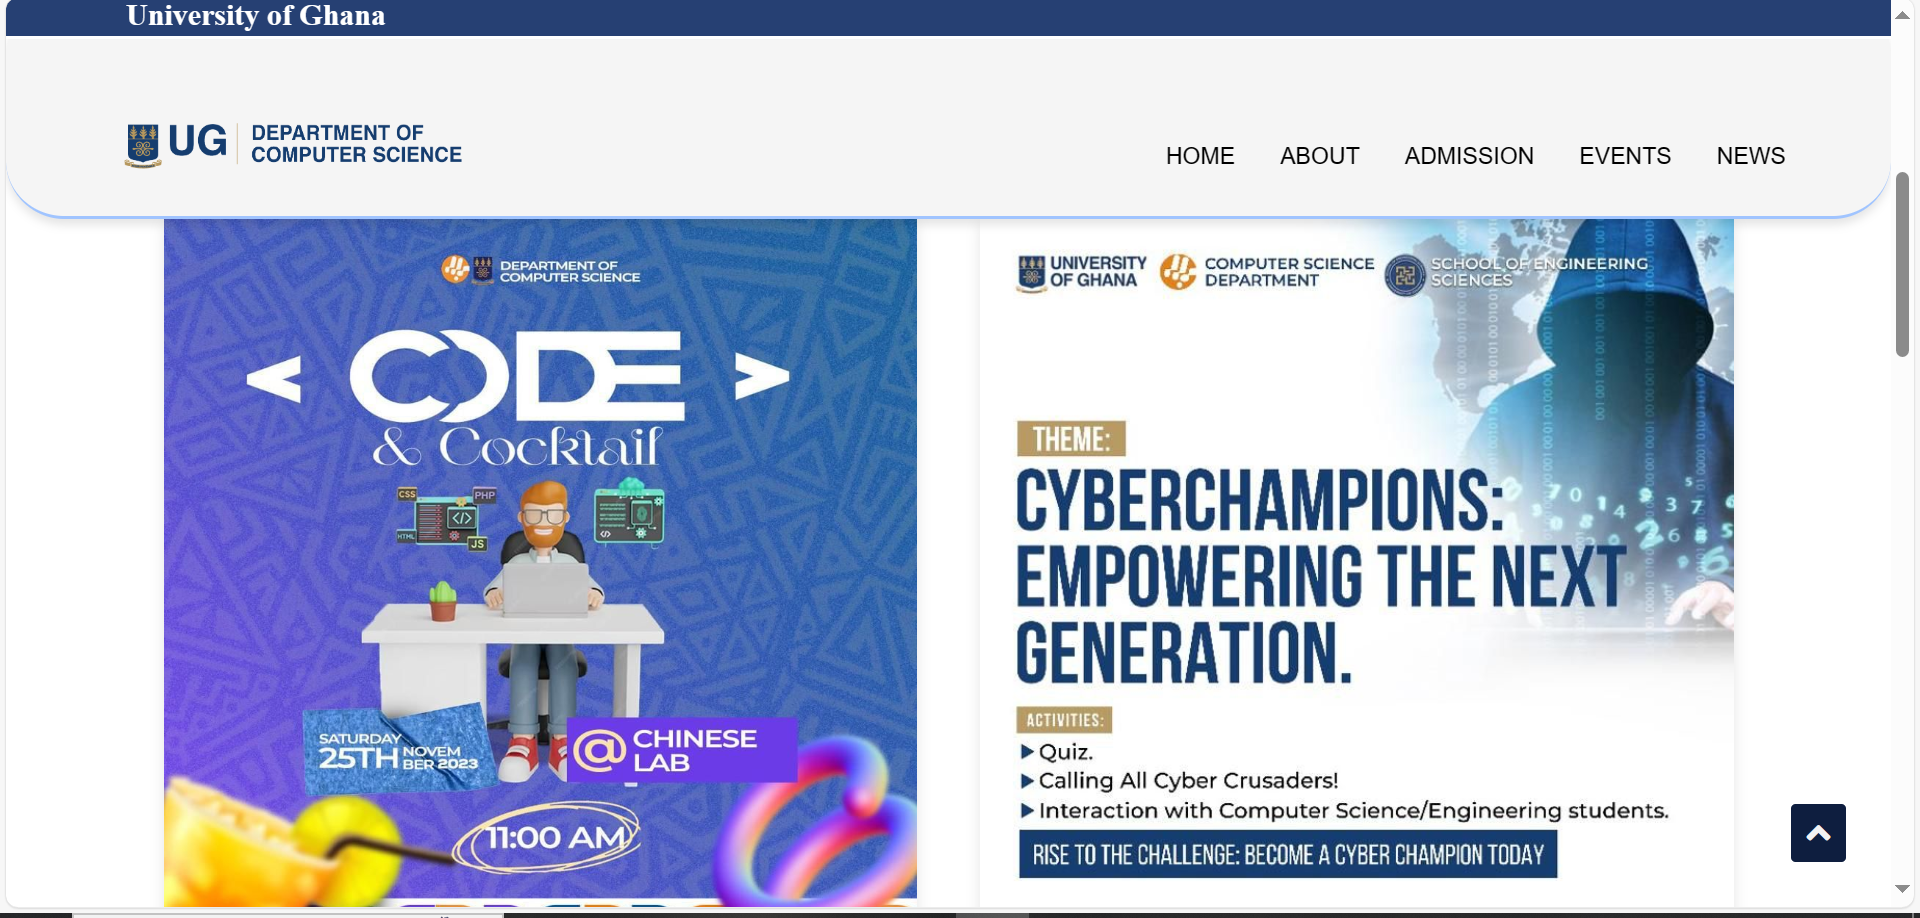 University of Ghana
UG
DEPARTMENT OF
COMPUTER SCIENCE
HOME
ABOUT
ADMISSION
EVENTS
NEWS
DEPARTMENT OF
COMPUTER SCIENCE
< CODE >
& Cocktail
CSS
PHP
HTML
JS
</>
</>
SATURDAY
25TH NOVEM
BER 2023
@ CHINESE
LAB
11:00 AM
UNIVERSITY
OF GHANA
COMPUTER SCIENCE
DEPARTMENT
SCHOOL OF ENGINEERING
SCIENCES
THEME:
CYBERCHAMPIONS:
EMPOWERING THE NEXT
GENERATION.
ACTIVITIES:
Quiz.
Calling All Cyber Crusaders!
Interaction with Computer Science/Engineering students.
RISE TO THE CHALLENGE: BECOME A CYBER CHAMPION TODAY